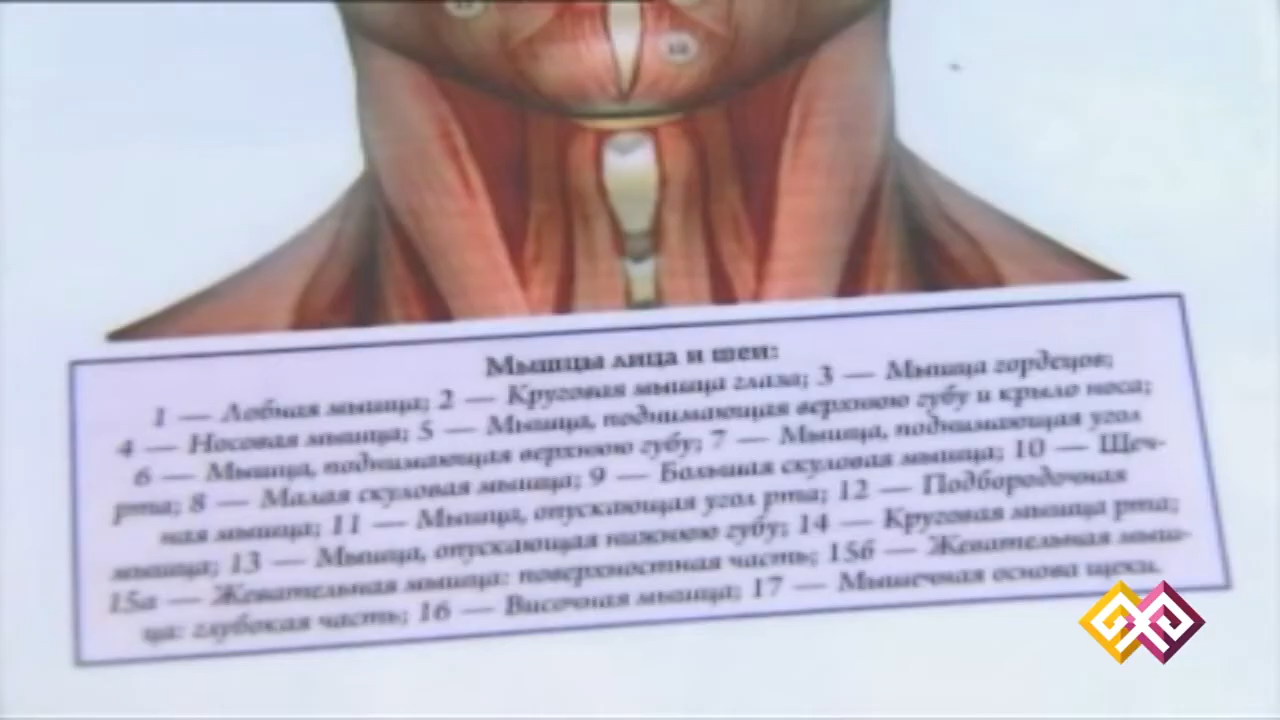 Мышцы лица и шеи:
1 — Лобная мышца; 2 — Круговая мышца глаза; 3 — Мышца гордецов;
4 — Носовая мышца; 5 — Мышца, поднимающая верхнюю губу и крыло носа;
6 — Мышца, поднимающая верхнюю губу; 7 — Мышца, поднимающая угол
рта; 8 — Малая скуловая мышца; 9 — Большая скуловая мышца; 10 — Щеч-
ная мышца; 11 — Мышца, опускающая угол рта; 12 — Подбородочная
мышца; 13 — Мышца, опускающая нижнюю губу; 14 — Круговая мышца рта;
15а — Жевательная мышца: поверхностная часть; 15б — Жевательная мыш-
ца: глубокая часть; 16 — Височная мышца; 17 — Мышечная основа щеки.